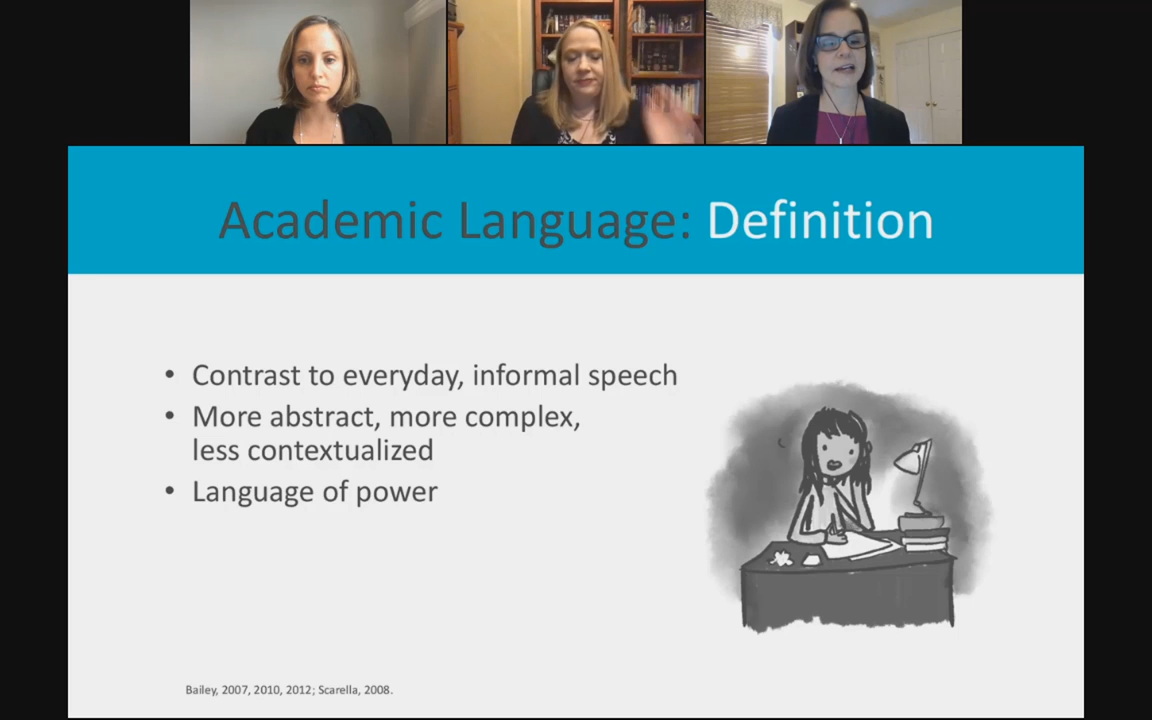 Academic Language: Definition
• Contrast to everyday, informal speech
• More abstract, more complex,
less contextualized
• Language of power
Bailey, 2007, 2010, 2012; Scarella, 2008.